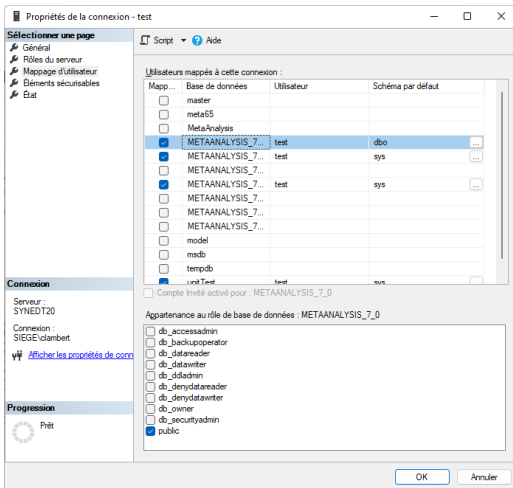 Propriétés de la connexion - test
Sélectionner une page
Général
Rôles du serveur
Mappage d'utilisateur
Éléments sécurisables
État
Script
Aide
Utilisateurs mappés à cette connexion :
Mapp... Base de données Utilisateur Schéma par défaut
master
meta65
MetaAnalysis
METAANALYSIS_7... test dbo ...
METAANALYSIS_7... test sys ...
METAANALYSIS_7...
METAANALYSIS_7... test sys ...
METAANALYSIS_7...
METAANALYSIS_7...
METAANALYSIS_7...
model
msdb
tempdb
unitTest test sys
Compte Invité activé pour : METAANALYSIS_7_0
Appartenance au rôle de base de données : METAANALYSIS_7_0
db_accessadmin
db_backupoperator
db_datareader
db_datawriter
db_ddladmin
db_denydatareader
db_denydatawriter
db_owner
db_securityadmin
public
Connexion
Serveur :
SYNEDT20
Connexion :
SIEGE\clambert
Afficher les propriétés de conn
Progression
Prêt
OK
Annuler